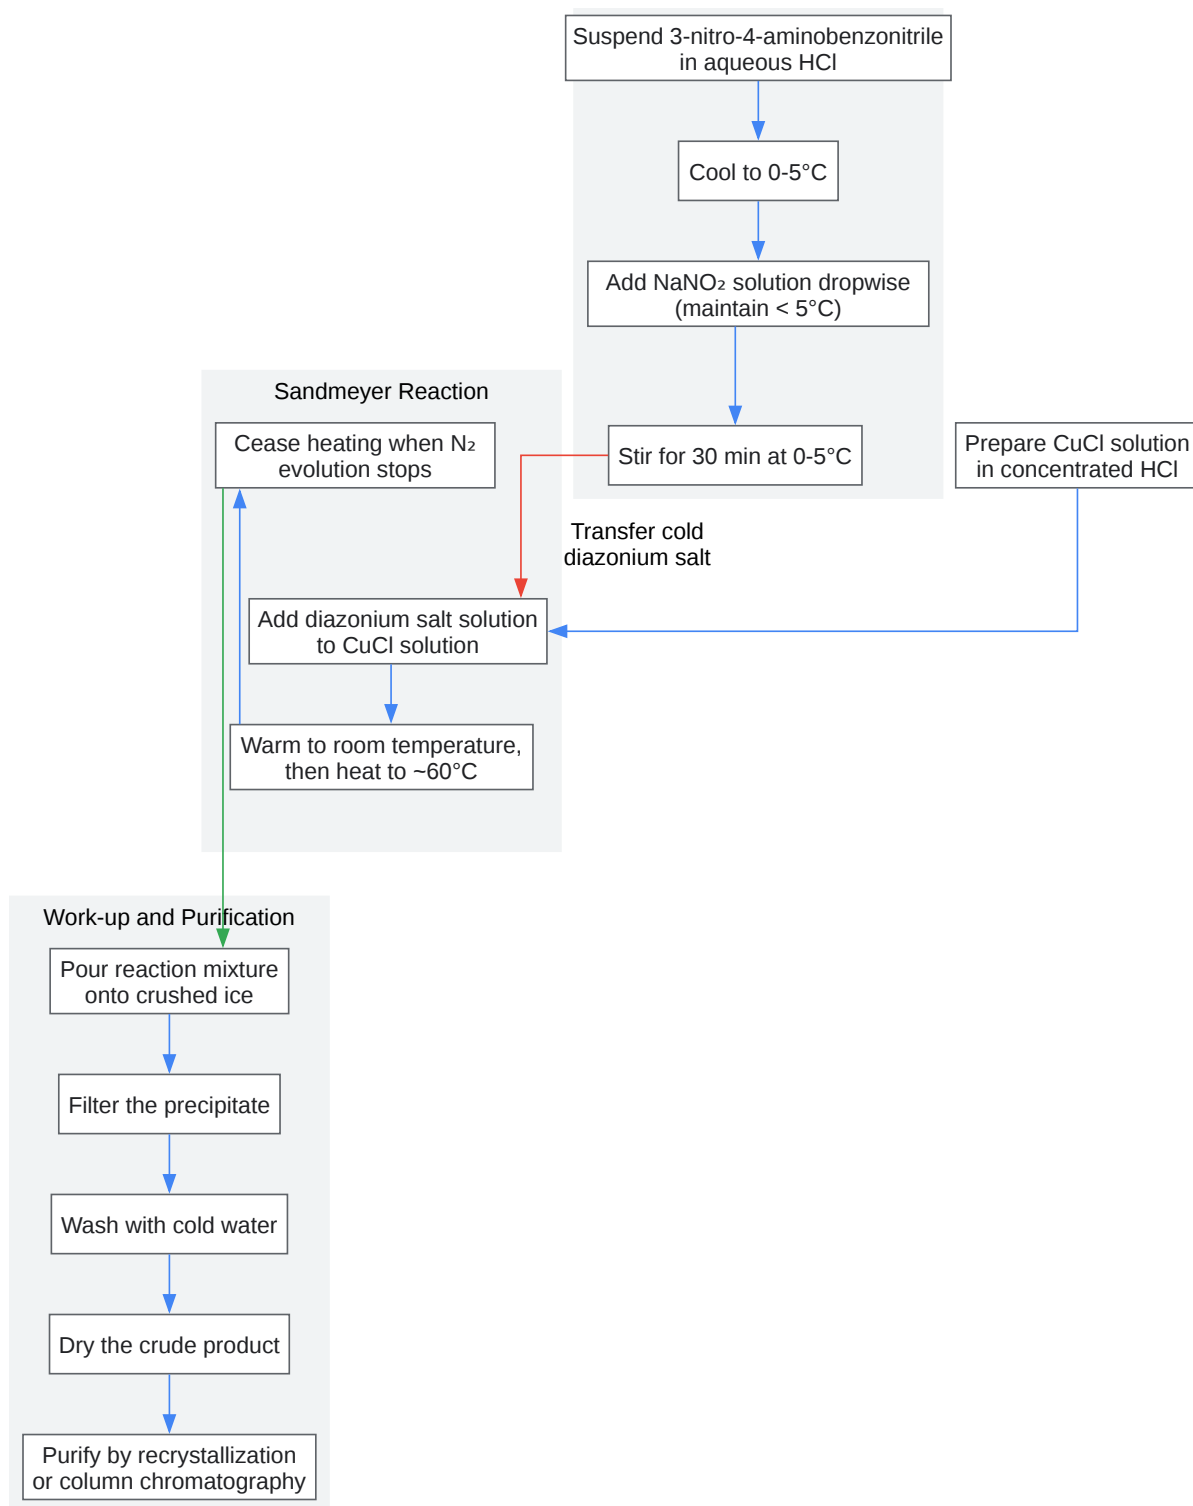 Suspend 3-nitro-4-aminobenzonitrile
in aqueous HCl
Cool to 0-5°C
Add NaNO₂ solution dropwise
(maintain < 5°C)
Stir for 30 min at 0-5°C
Prepare CuCl solution
in concentrated HCl
Transfer cold
diazonium salt
Sandmeyer Reaction
Cease heating when N₂
evolution stops
Add diazonium salt solution
to CuCl solution
Warm to room temperature,
then heat to ~60°C
Work-up and Purification
Pour reaction mixture
onto crushed ice
Filter the precipitate
Wash with cold water
Dry the crude product
Purify by recrystallization
or column chromatography